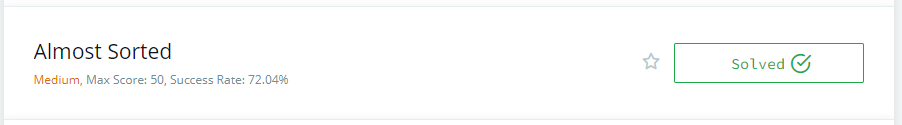 Almost Sorted
Medium, Max Score: 50, Success Rate: 72.04%
Solved